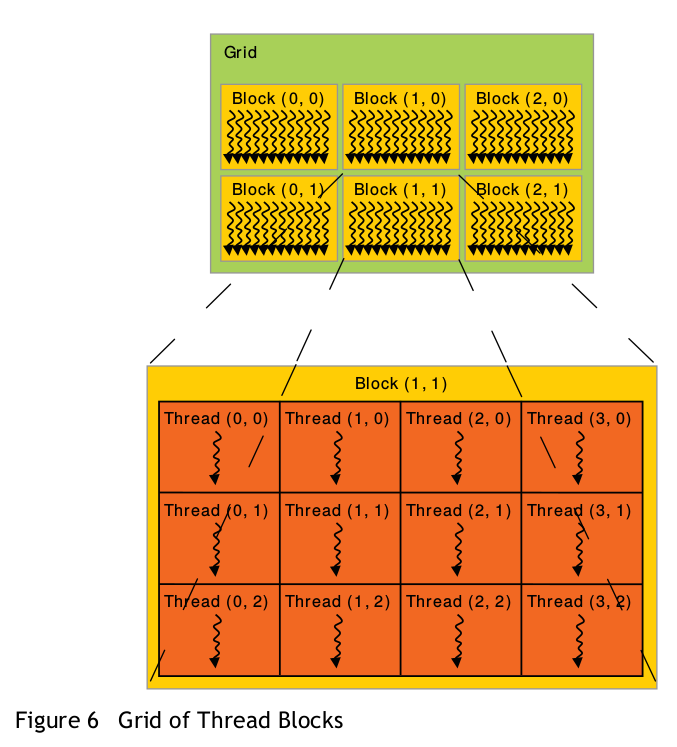 Grid
Block (0, 0) Block (1, 0) Block (2, 0)
Block (0, 1) Block (1, 1) Block (2, 1)
Block (1, 1)
Thread (0, 0) Thread (1, 0) Thread (2, 0) Thread (3, 0)
Thread (0, 1) Thread (1, 1) Thread (2, 1) Thread (3, 1)
Thread (0, 2) Thread (1, 2) Thread (2, 2) Thread (3, 2)
Figure 6 Grid of Thread Blocks